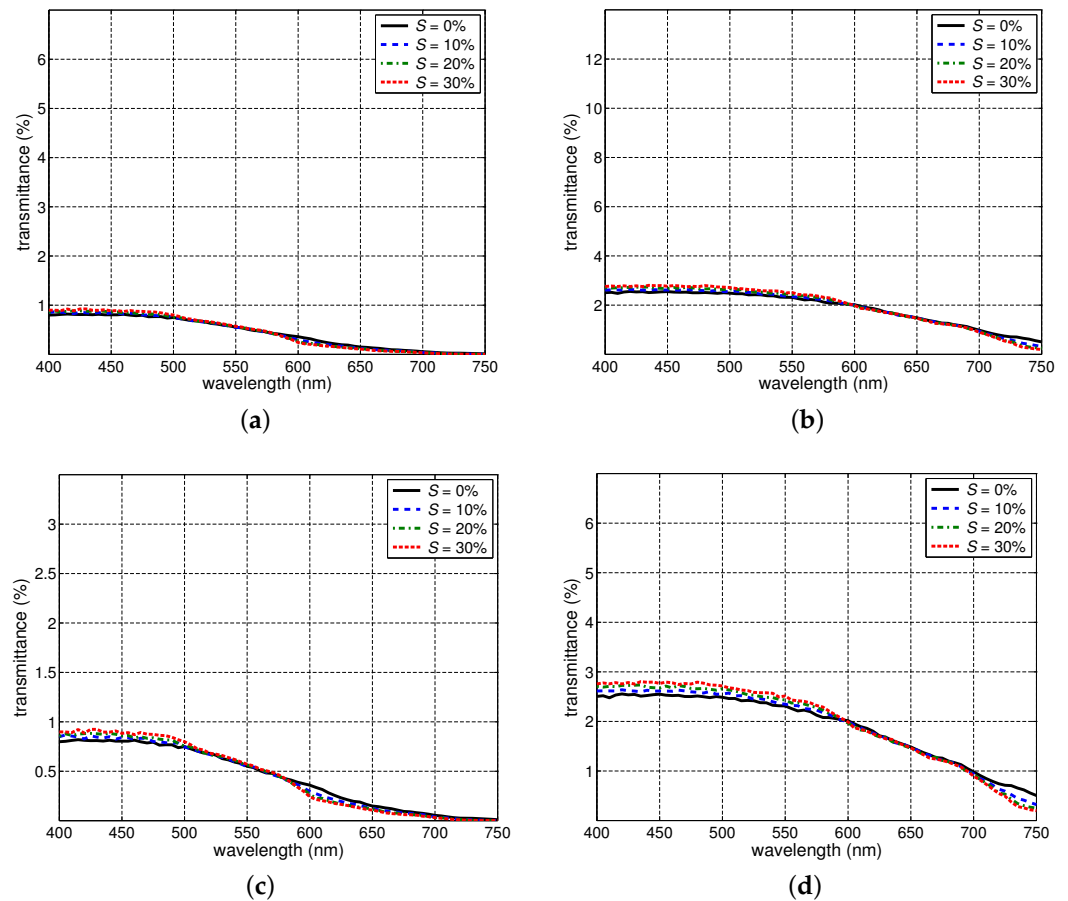 S = 0%
S = 10%
S = 20%
S = 30%
6
5
4
3
2
1
transmittance (%)
400 450 500 550 600 650 700 750
wavelength (nm)
(a)
S = 0%
S = 10%
S = 20%
S = 30%
12
10
8
6
4
2
transmittance (%)
400 450 500 550 600 650 700 750
wavelength (nm)
(b)
S = 0%
S = 10%
S = 20%
S = 30%
3
2.5
2
1.5
1
0.5
transmittance (%)
400 450 500 550 600 650 700 750
wavelength (nm)
(c)
S = 0%
S = 10%
S = 20%
S = 30%
6
5
4
3
2
1
transmittance (%)
400 450 500 550 600 650 700 750
wavelength (nm)
(d)